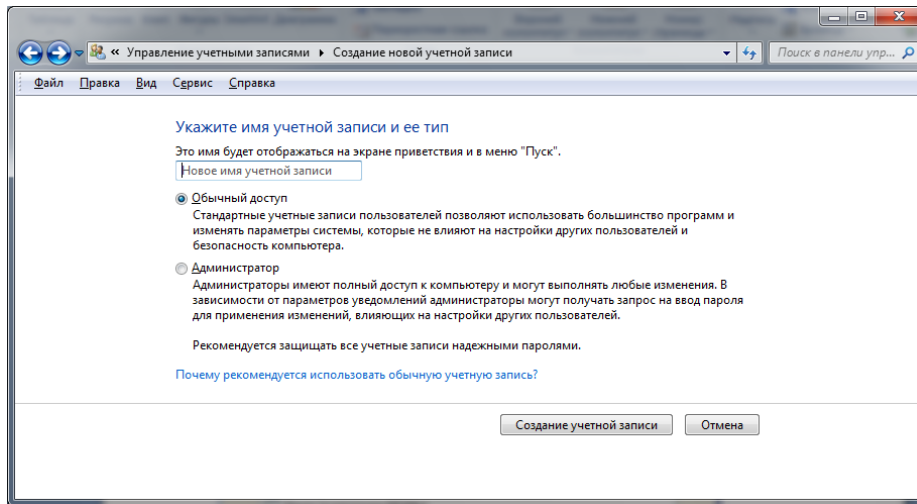 « Управление учетными записями Создание новой учетной записи Поиск в панели упр...
Файл Правка Вид Сервис Справка
Укажите имя учетной записи и ее тип
Это имя будет отображаться на экране приветствия и в меню "Пуск".
Новое имя учетной записи
Обычный доступ
Стандартные учетные записи пользователей позволяют использовать большинство программ и
изменять параметры системы, которые не влияют на настройки других пользователей и
безопасность компьютера.
Администратор
Администраторы имеют полный доступ к компьютеру и могут выполнять любые изменения. В
зависимости от параметров уведомлений администраторы могут получать запрос на ввод пароля
для применения изменений, влияющих на настройки других пользователей.
Рекомендуется защищать все учетные записи надежными паролями.
Почему рекомендуется использовать обычную учетную запись?
Создание учетной записи Отмена